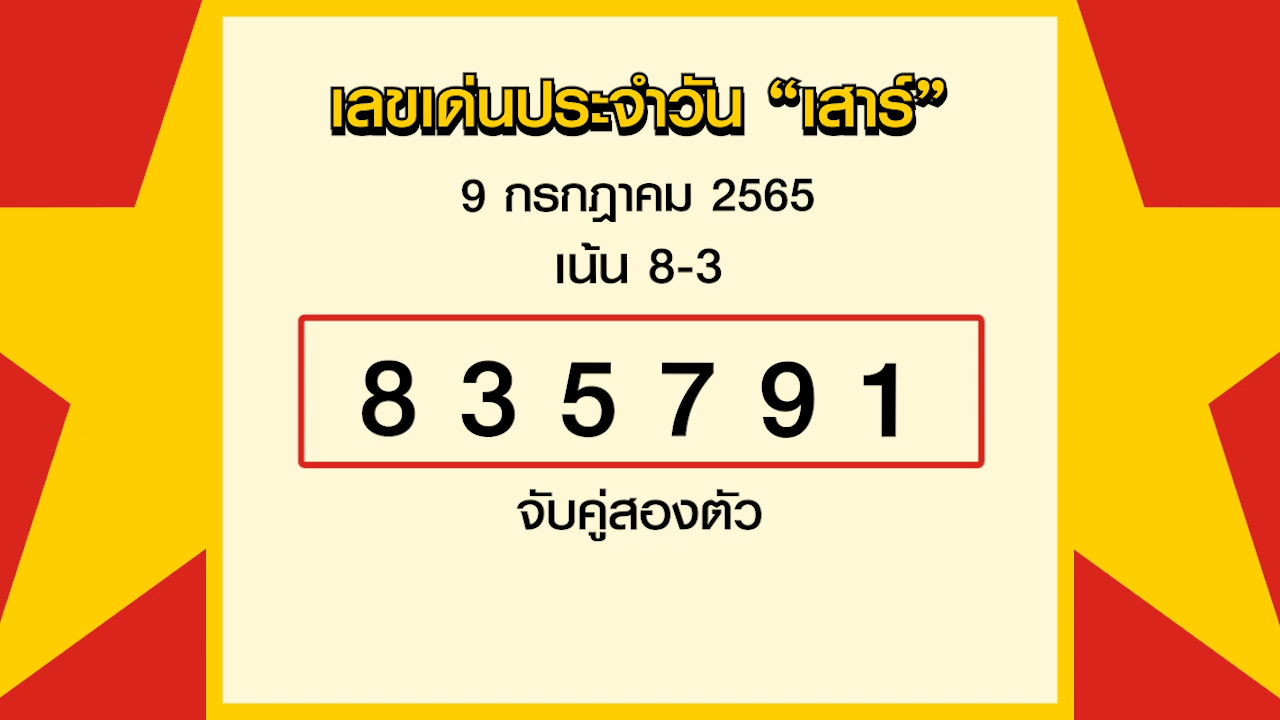 เลขเด่นประจำวัน “เสาร์”
9 กรกฎาคม 2565
เน้น 8-3
8 3 5 7 9 1
จับคู่สองตัว